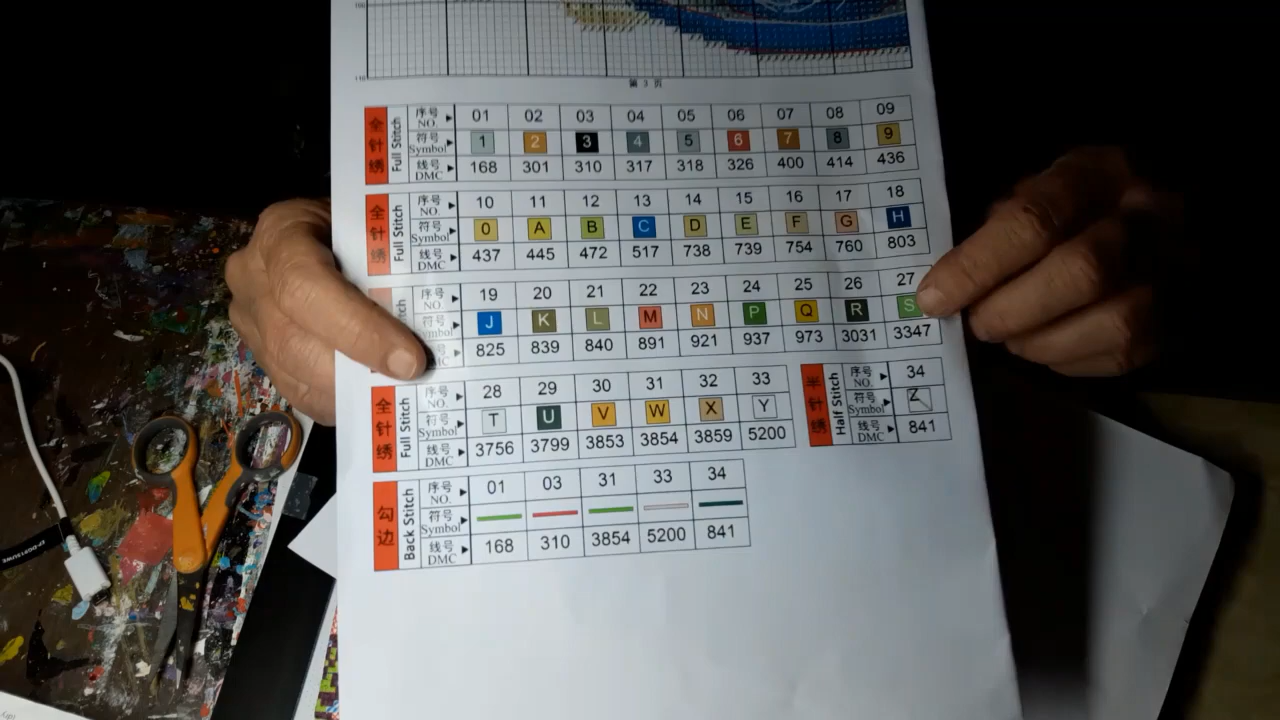 100
110
第 3 页
全针绣 Full Stitch
序号 NO. 01 02 03 04 05 06 07 08 09
符号 Symbol 1 2 3 4 5 6 7 8 9
线号 DMC 168 301 310 317 318 326 400 414 436
全针绣 Full Stitch
序号 NO. 10 11 12 13 14 15 16 17 18
符号 Symbol 0 A B C D E F G H
线号 DMC 437 445 472 517 738 739 754 760 803
序号 NO. 19 20 21 22 23 24 25 26 27
符号 Symbol J K L M N P Q R S
线号 DMC 825 839 840 891 921 937 973 3031 3347
全针绣 Full Stitch
序号 NO. 28 29 30 31 32 33
符号 Symbol T U V W X Y
线号 DMC 3756 3799 3853 3854 3859 5200
半针绣 Half Stitch
序号 NO. 34
符号 Symbol Z
线号 DMC 841
勾边 Back Stitch
序号 NO. 01 03 31 33 34
符号 Symbol
线号 DMC 168 310 3854 5200 841